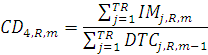 CD_{4,R,m} = \frac{\sum_{j=1}^{TR} IM_{j,R,m}}{\sum_{j=1}^{TR} DTC_{j,R,m-1}}